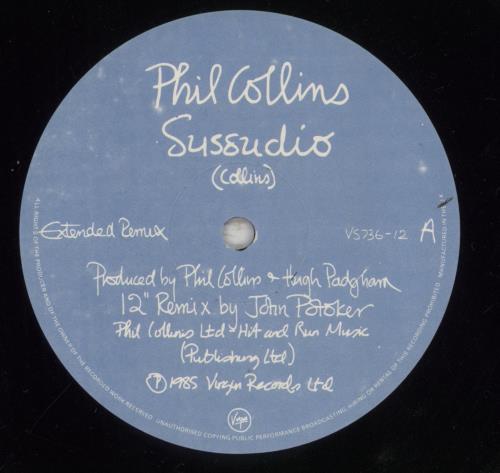 Phil Collins
Sussudio
(Collins)
Extended Remix
VS736-12 A
Produced by Phil Collins & Hugh Padgham
12" Remix by John Potoker
Phil Collins Ltd - Hit and Run Music
(Publishing Ltd)
Ⓟ 1985 Virgin Records Ltd
Virgin
ALL RIGHTS OF THE PRODUCER AND OF THE OWNER OF THE RECORDED WORK RESERVED UNAUTHORISED COPYING PUBLIC PERFORMANCE BROADCASTING HIRING OR RENTAL OF THIS RECORDING PROHIBITED MANUFACTURED IN THE